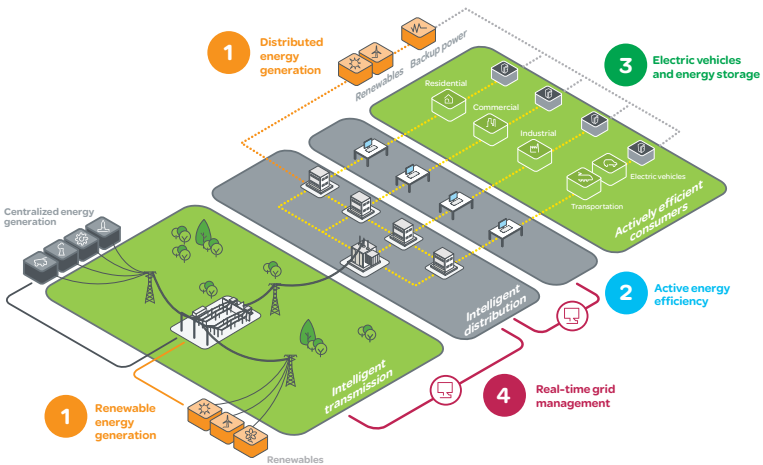 1
Distributed
energy
generation
Renewables
Backup power
3
Electric vehicles
and energy storage
Residential
Commercial
Industrial
Electric vehicles
Transportation
Actively efficient
consumers
Centralized energy
generation
2
Active energy
efficiency
Intelligent
distribution
Intelligent
transmission
4
Real-time grid
management
1
Renewable
energy
generation
Renewables